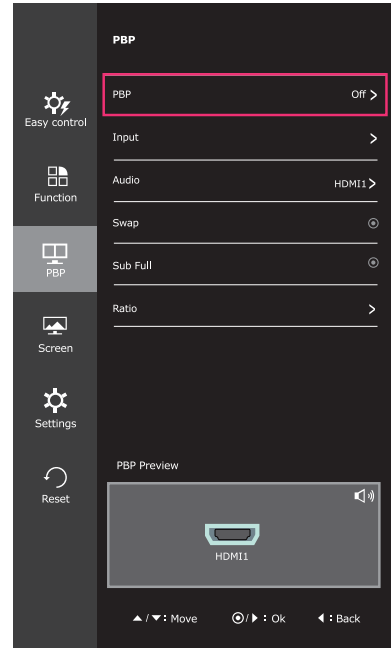 PBP
PBP Off >
Input >
Audio HDMI1 >
Swap
Sub Full
Ratio >
Easy control
Function
PBP
Screen
Settings
Reset
PBP Preview
HDMI1
▲ / ▼ : Move ◉ / ▶ : Ok ◀ : Back